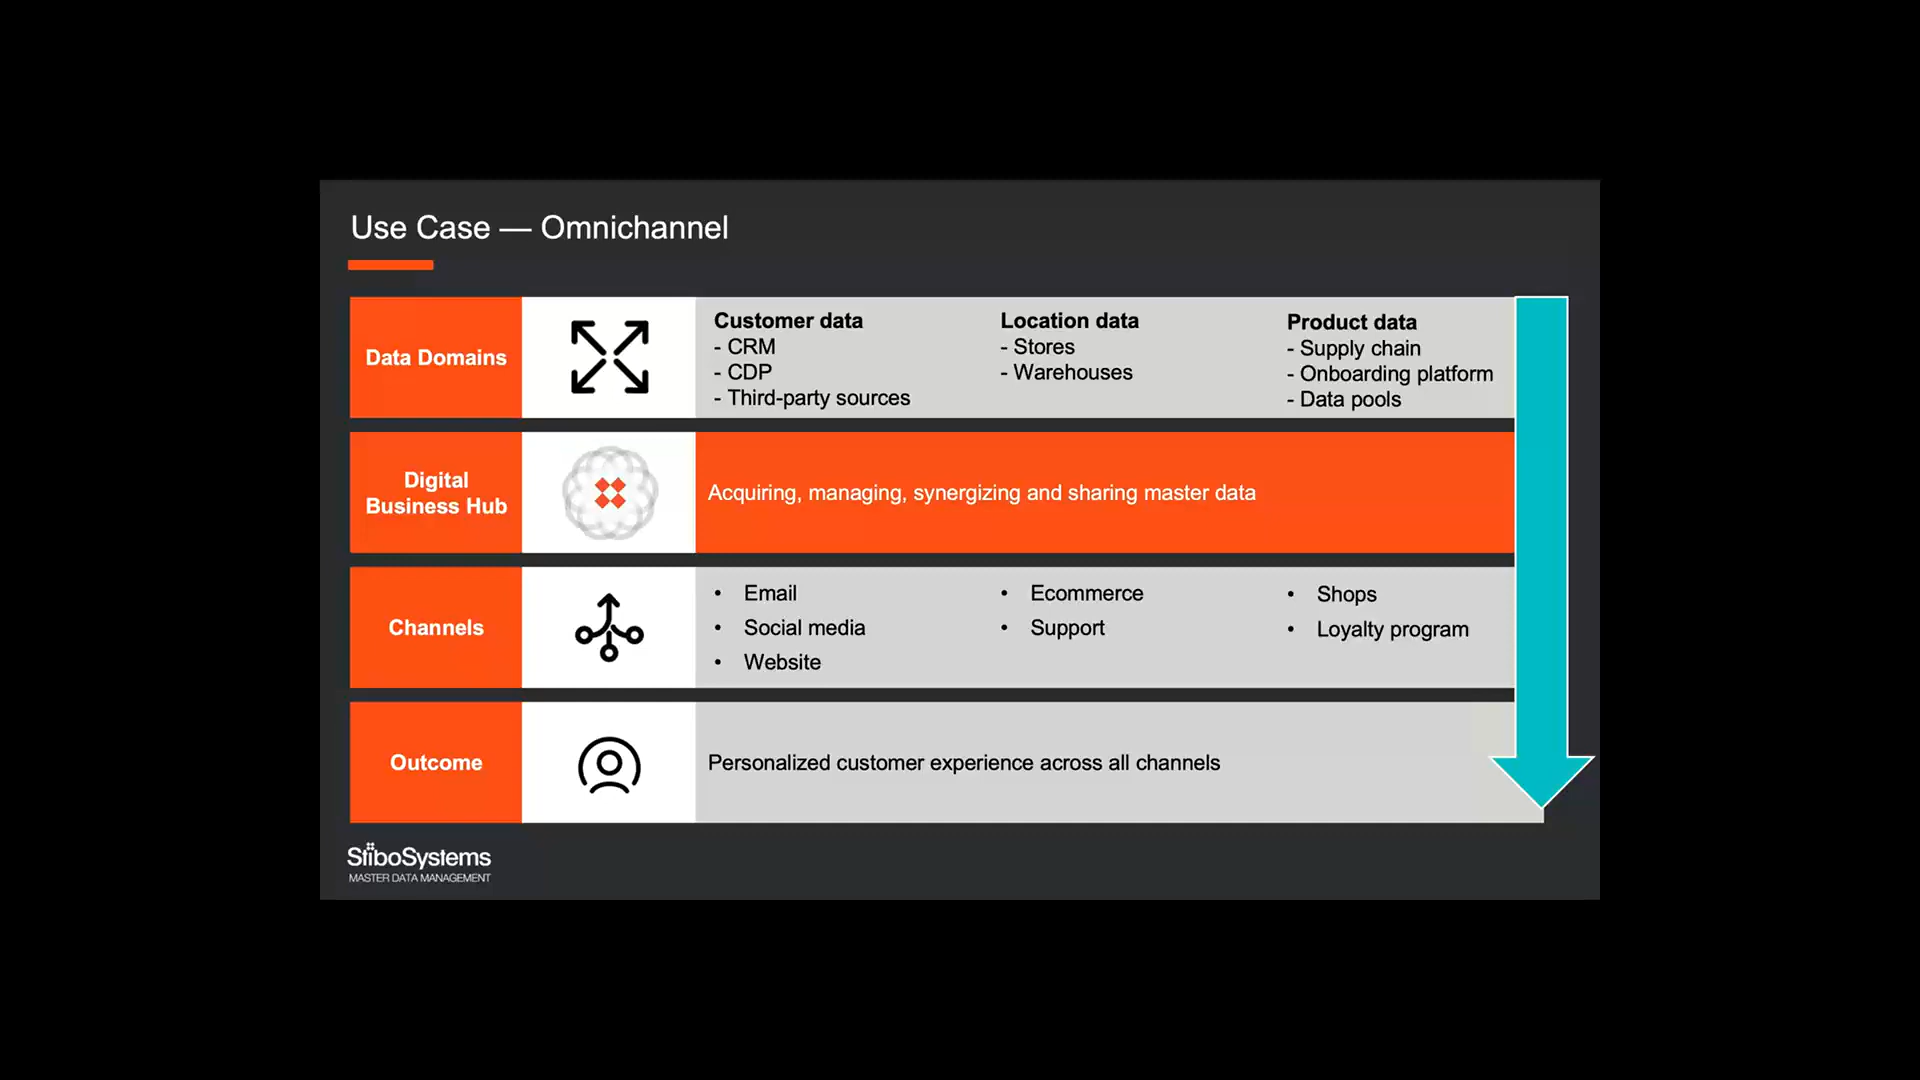 Use Case — Omnichannel
Data Domains
Customer data
- CRM
- CDP
- Third-party sources
Location data
- Stores
- Warehouses
Product data
- Supply chain
- Onboarding platform
- Data pools
Digital
Business Hub
Acquiring, managing, synergizing and sharing master data
Channels
• Email
• Social media
• Website
• Ecommerce
• Support
• Shops
• Loyalty program
Outcome
Personalized customer experience across all channels
StiboSystems
MASTER DATA MANAGEMENT